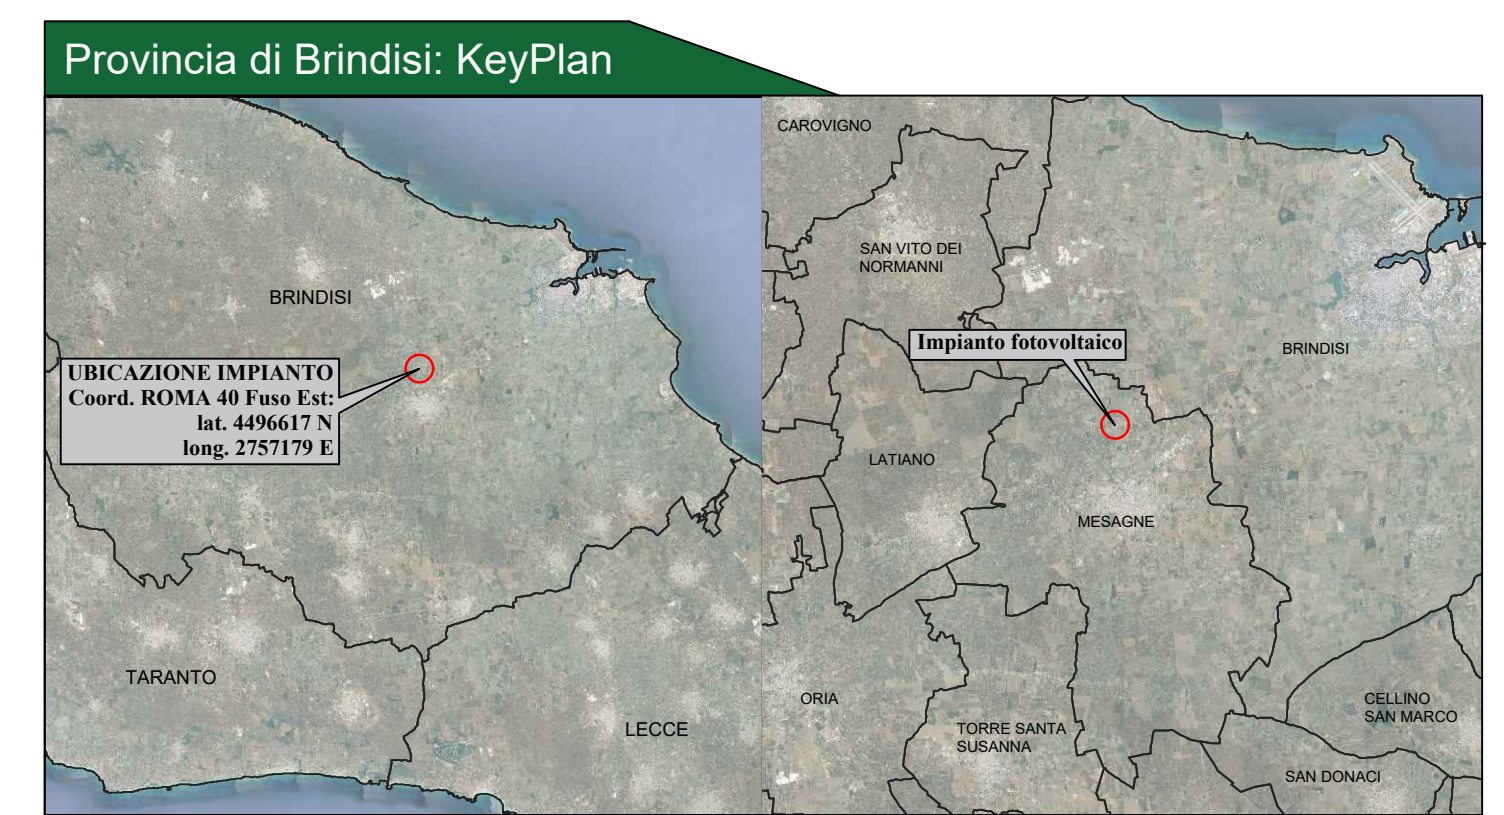 Provincia di Brindisi: KeyPlan
BRINDISI
UBICAZIONE IMPIANTO
Coord. ROMA 40 Fuso Est:
lat. 4496617 N
long. 2757179 E
TARANTO
LECCE
CAROVIGNO
SAN VITO DEI
NORMANNI
Impianto fotovoltaico
BRINDISI
LATIANO
MESAGNE
ORIA
TORRE SANTA
SUSANNA
CELLINO
SAN MARCO
SAN DONACI